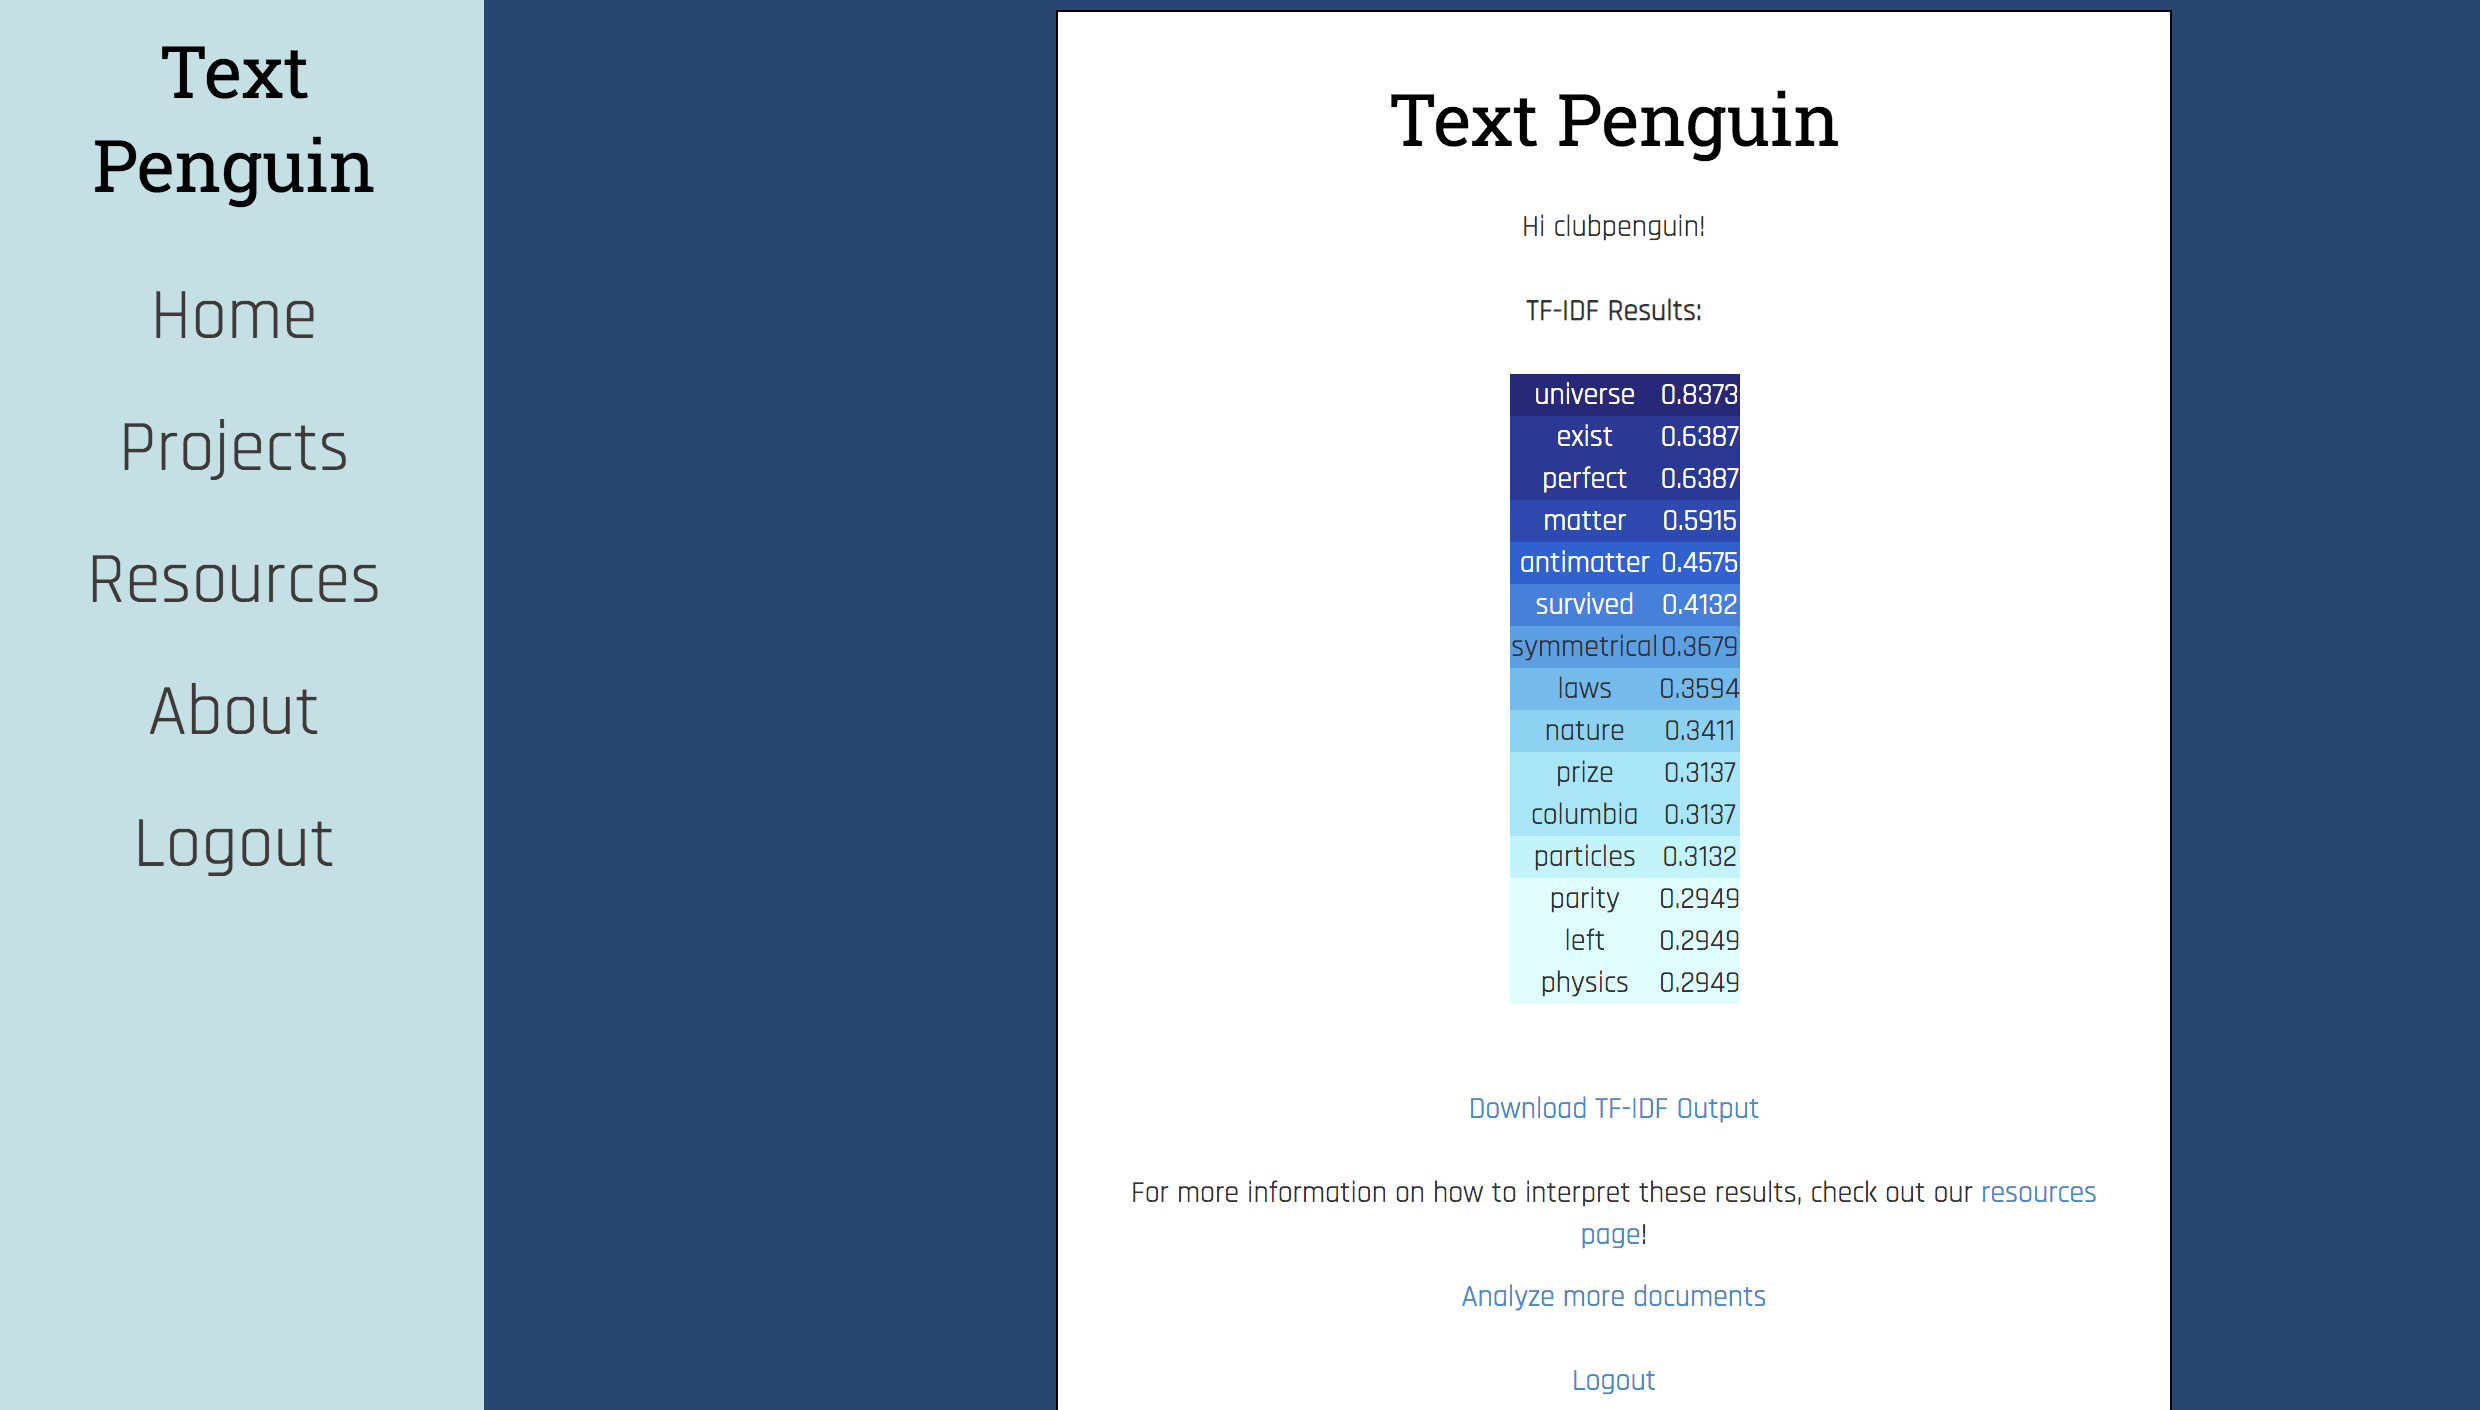 Text
Penguin
Home
Projects
Resources
About
Logout
Text Penguin
Hi clubpenguin!
TF-IDF Results:
universe 0.8373
exist 0.6387
perfect 0.6387
matter 0.5915
antimatter 0.4575
survived 0.4132
symmetrical 0.3679
laws 0.3594
nature 0.3411
prize 0.3137
columbia 0.3137
particles 0.3132
parity 0.2949
left 0.2949
physics 0.2949
Download TF-IDF Output
For more information on how to interpret these results, check out our resources
page!
Analyze more documents
Logout